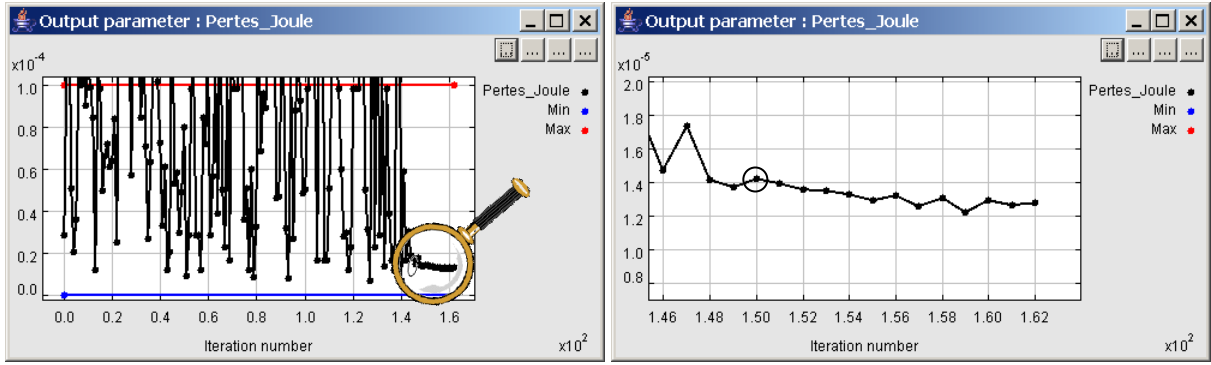 Output parameter : Pertes_Joule
... ... ... ...
x10-4
1.0
0.8
0.6
0.4
0.2
0.0
0.0 0.2 0.4 0.6 0.8 1.0 1.2 1.4 1.6
Iteration number
x102
Pertes_Joule
Min
Max
Output parameter : Pertes_Joule
... ... ... ...
x10-5
2.0
1.8
1.6
1.4
1.2
1.0
0.8
1.46 1.48 1.50 1.52 1.54 1.56 1.58 1.60 1.62
Iteration number
x102
Pertes_Joule
Min
Max